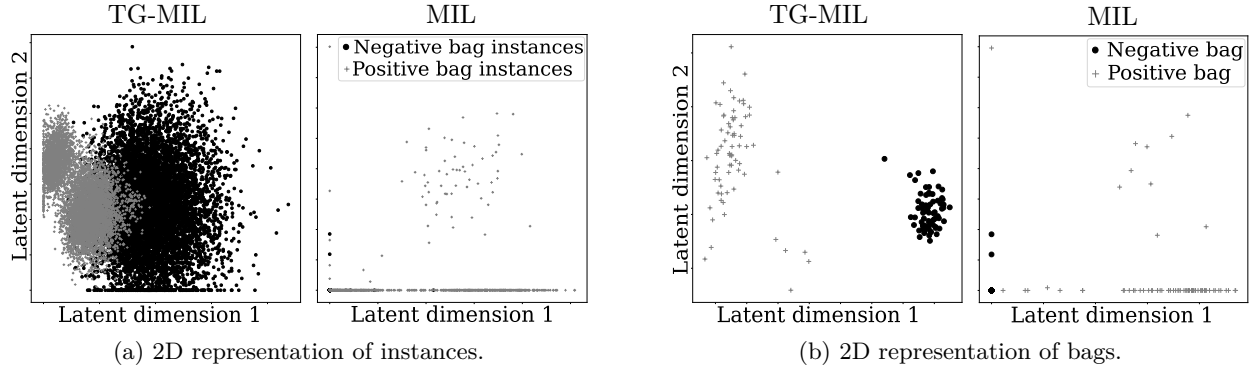 TG-MIL
MIL
Latent dimension 2
Negative bag instances
Positive bag instances
Latent dimension 1
Latent dimension 1
(a) 2D representation of instances.
TG-MIL
MIL
Latent dimension 2
Negative bag
Positive bag
Latent dimension 1
Latent dimension 1
(b) 2D representation of bags.